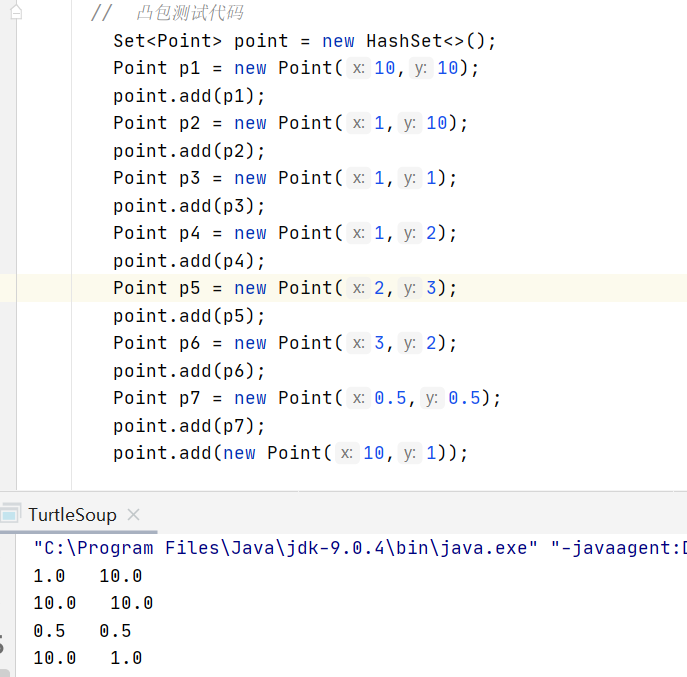 // 凸包测试代码
Set<Point> point = new HashSet<>();
Point p1 = new Point( x: 10, y: 10);
point.add(p1);
Point p2 = new Point( x: 1, y: 10);
point.add(p2);
Point p3 = new Point( x: 1, y: 1);
point.add(p3);
Point p4 = new Point( x: 1, y: 2);
point.add(p4);
Point p5 = new Point( x: 2, y: 3);
point.add(p5);
Point p6 = new Point( x: 3, y: 2);
point.add(p6);
Point p7 = new Point( x: 0.5, y: 0.5);
point.add(p7);
point.add(new Point( x: 10, y: 1));
TurtleSoup
"C:\Program Files\Java\jdk-9.0.4\bin\java.exe" "-javaagent:
1.0 10.0
10.0 10.0
0.5 0.5
10.0 1.0